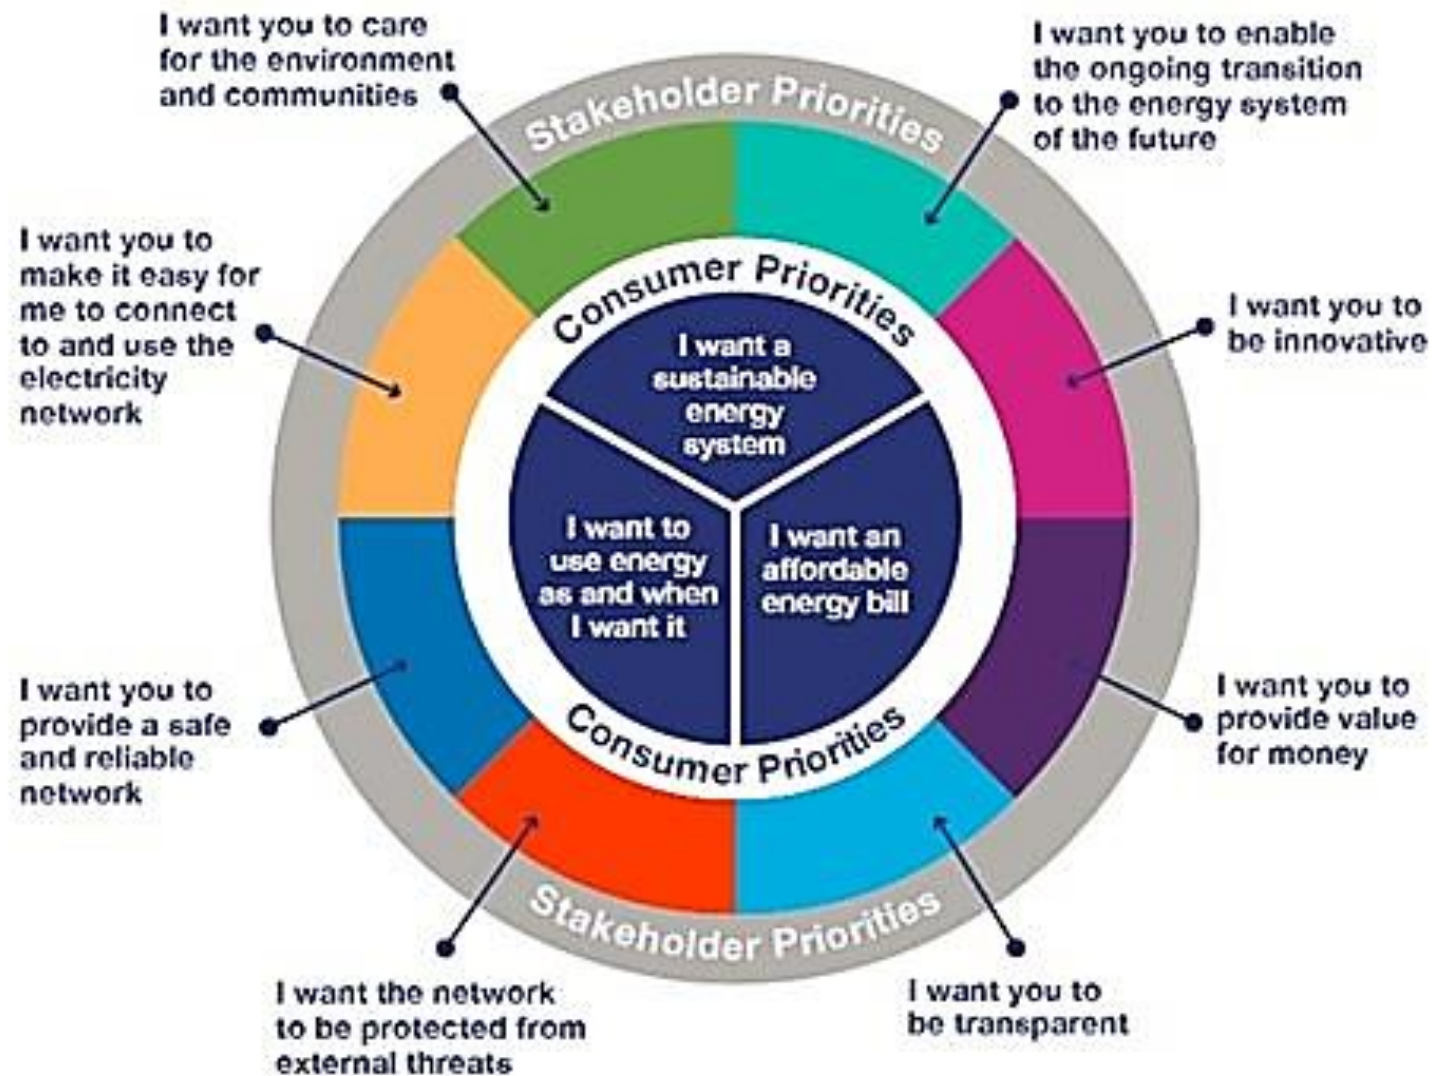 I want you to care
for the environment
and communities
I want you to enable
the ongoing transition
to the energy system
of the future
Stakeholder Priorities
I want you to
make it easy for
me to connect
to and use the
electricity
network
I want you to
be innovative
Consumer Priorities
I want a
sustainable
energy
system
I want to
use energy
as and when
I want it
I want an
affordable
energy bill
Consumer Priorities
I want you to
provide a safe
and reliable
network
I want you to
provide value
for money
Stakeholder Priorities
I want the network
to be protected from
external threats
I want you to
be transparent